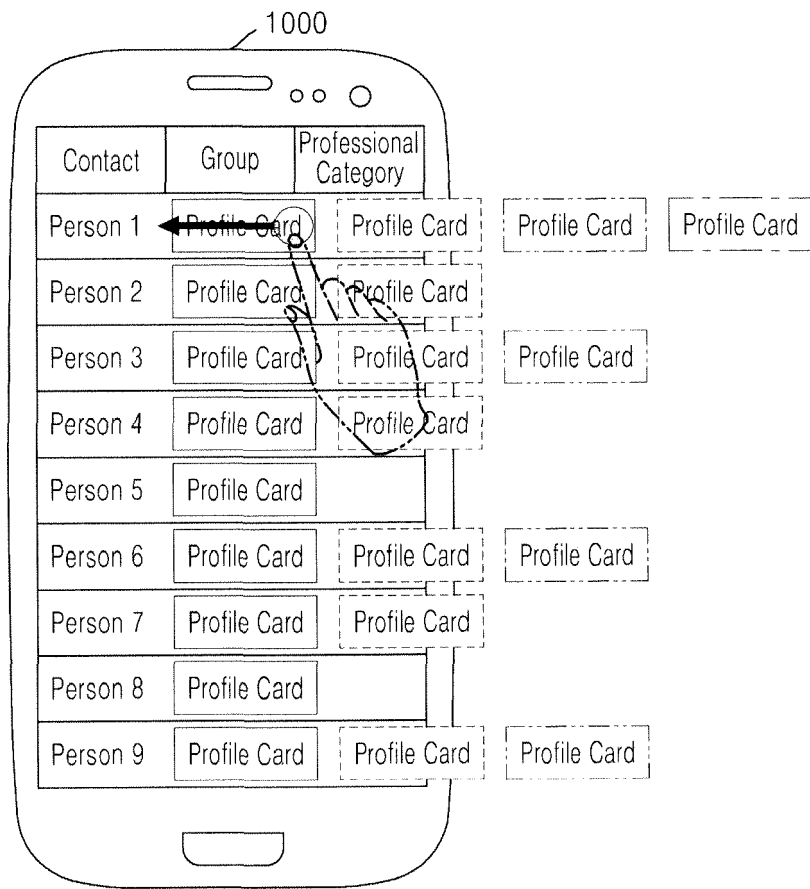 1000
Contact Group Professional Category
Person 1 Profile Card Profile Card Profile Card Profile Card
Person 2 Profile Card Profile Card
Person 3 Profile Card Profile Card Profile Card
Person 4 Profile Card Profile Card
Person 5 Profile Card
Person 6 Profile Card Profile Card Profile Card
Person 7 Profile Card Profile Card
Person 8 Profile Card
Person 9 Profile Card Profile Card Profile Card